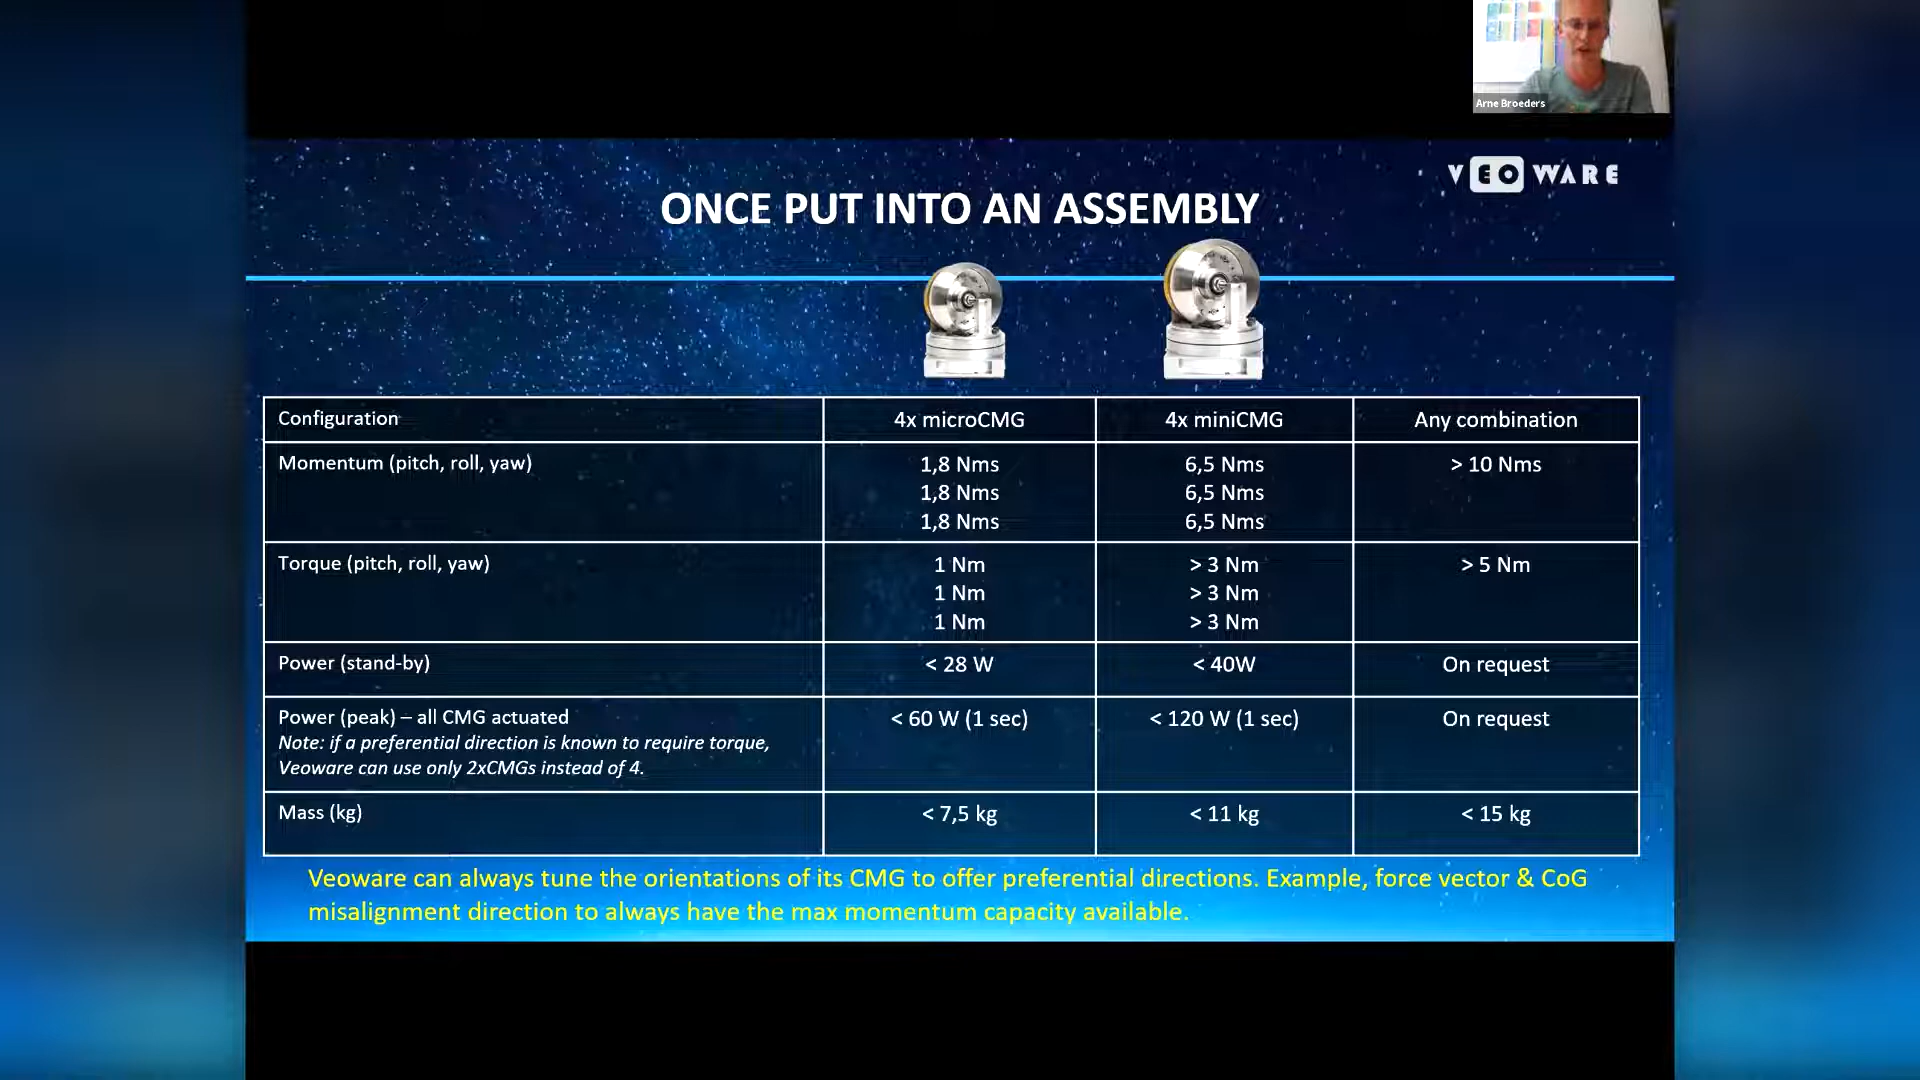 Arne Broeders
VEOWARE
ONCE PUT INTO AN ASSEMBLY
Configuration
4x microCMG
4x miniCMG
Any combination
Momentum (pitch, roll, yaw)
1,8 Nms
1,8 Nms
1,8 Nms
6,5 Nms
6,5 Nms
6,5 Nms
> 10 Nms
Torque (pitch, roll, yaw)
1 Nm
1 Nm
1 Nm
> 3 Nm
> 3 Nm
> 3 Nm
> 5 Nm
Power (stand-by)
< 28 W
< 40W
On request
Power (peak) – all CMG actuated
Note: if a preferential direction is known to require torque,
Veoware can use only 2xCMGs instead of 4.
< 60 W (1 sec)
< 120 W (1 sec)
On request
Mass (kg)
< 7,5 kg
< 11 kg
< 15 kg
Veoware can always tune the orientations of its CMG to offer preferential directions. Example, force vector & CoG
misalignment direction to always have the max momentum capacity available.